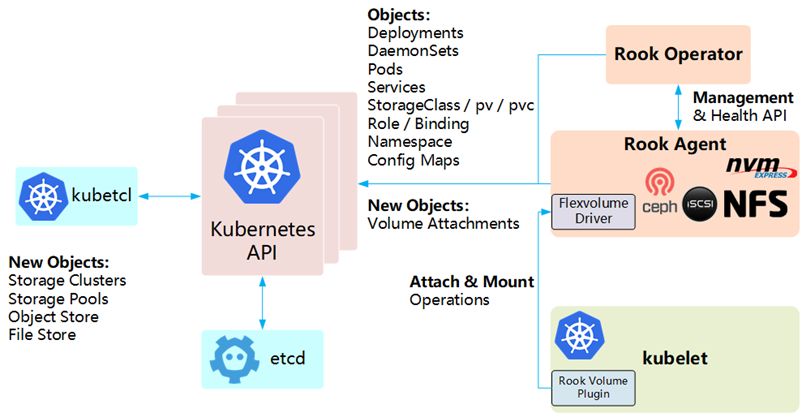 Objects:
Deployments
DaemonSets
Pods
Services
StorageClass / pv / pvc
Role / Binding
Namespace
Config Maps
Rook Operator
Management
& Health API
Rook Agent
nvm
EXPRESS
ceph
iSCSI
NFS
Flexvolume
Driver
kubetcl
Kubernetes
API
New Objects:
Volume Attachments
New Objects:
Storage Clusters
Storage Pools
Object Store
File Store
Attach & Mount
Operations
etcd
kubelet
Rook Volume
Plugin